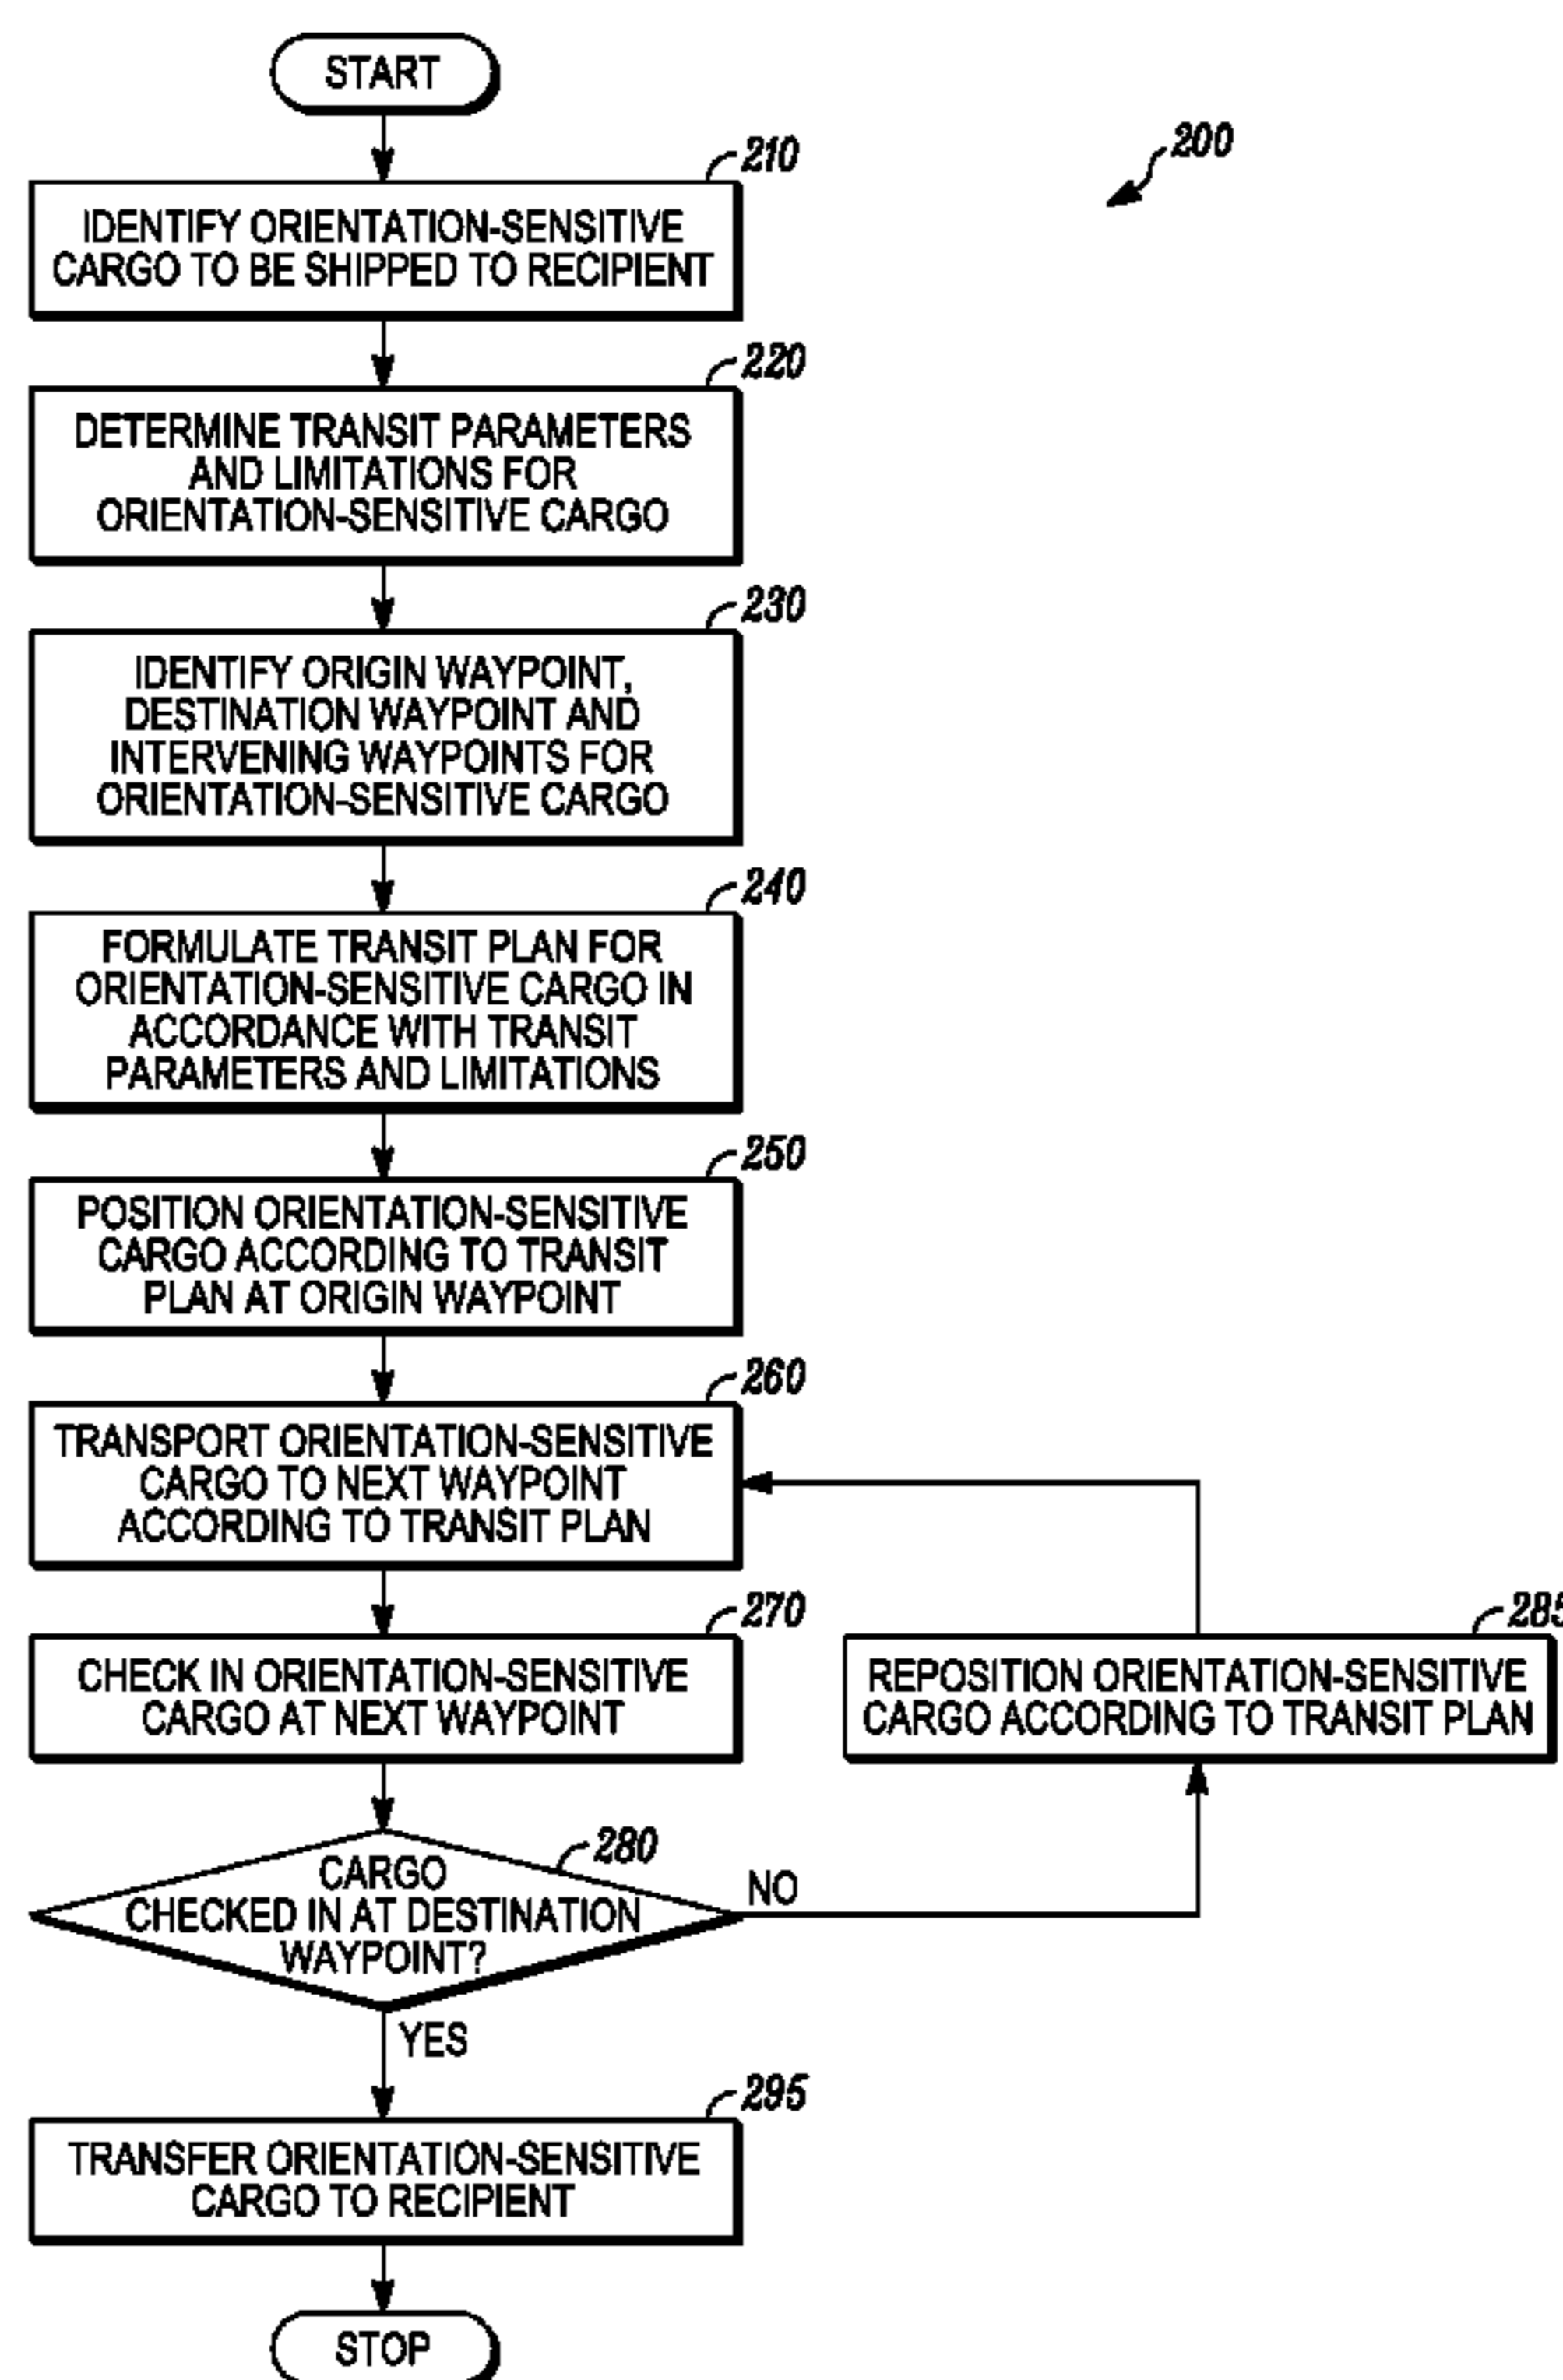 START
200
210
IDENTIFY ORIENTATION-SENSITIVE
CARGO TO BE SHIPPED TO RECIPIENT
220
DETERMINE TRANSIT PARAMETERS
AND LIMITATIONS FOR
ORIENTATION-SENSITIVE CARGO
230
IDENTIFY ORIGIN WAYPOINT,
DESTINATION WAYPOINT AND
INTERVENING WAYPOINTS FOR
ORIENTATION-SENSITIVE CARGO
240
FORMULATE TRANSIT PLAN FOR
ORIENTATION-SENSITIVE CARGO IN
ACCORDANCE WITH TRANSIT
PARAMETERS AND LIMITATIONS
250
POSITION ORIENTATION-SENSITIVE
CARGO ACCORDING TO TRANSIT
PLAN AT ORIGIN WAYPOINT
260
TRANSPORT ORIENTATION-SENSITIVE
CARGO TO NEXT WAYPOINT
ACCORDING TO TRANSIT PLAN
270
CHECK IN ORIENTATION-SENSITIVE
CARGO AT NEXT WAYPOINT
285
REPOSITION ORIENTATION-SENSITIVE
CARGO ACCORDING TO TRANSIT PLAN
280
CARGO
CHECKED IN AT DESTINATION
WAYPOINT?
NO
YES
295
TRANSFER ORIENTATION-SENSITIVE
CARGO TO RECIPIENT
STOP